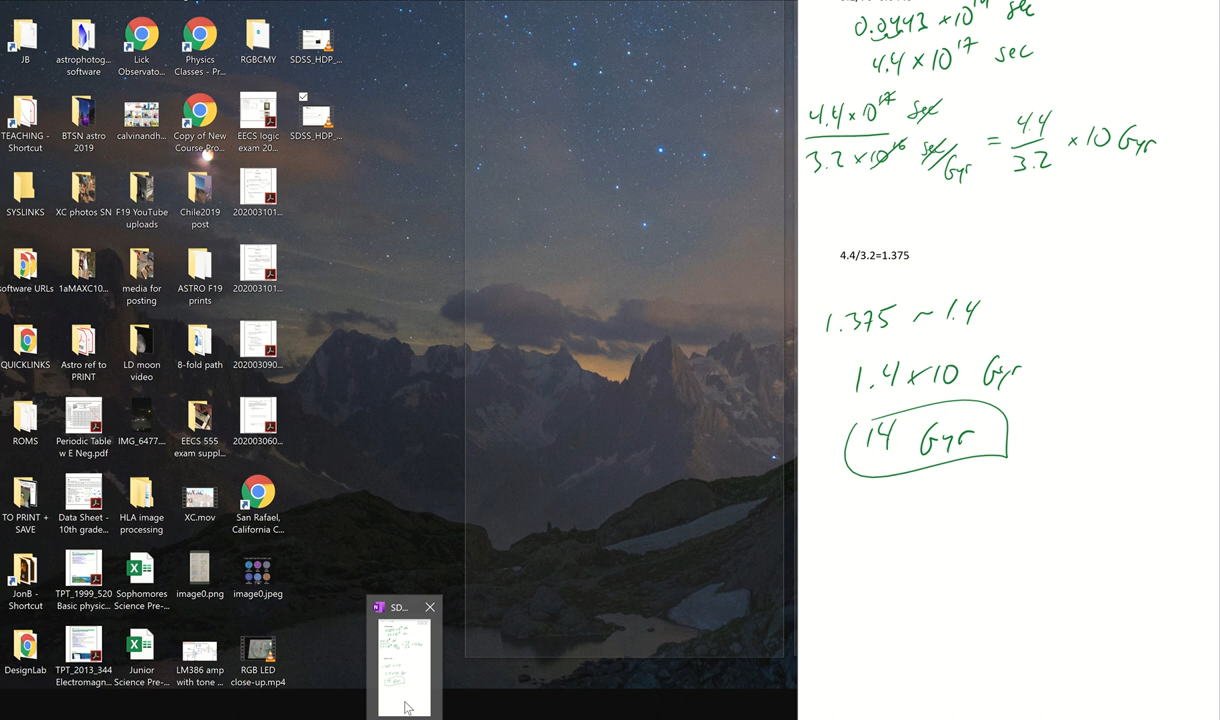 JB
astrophotog...
software
Lick
Observato...
Physics
Classes - Pr...
RGBCMY
SDSS_HDP_...
TEACHING -
Shortcut
BTSN astro
2019
calvinandh...
Copy of New
Course Pro...
EECS logic
exam 20...
SDSS_HDP_...
SYSLINKS
XC photos SN
F19 YouTube
uploads
Chile2019
post
202003101...
software URLs
1aMAXC10...
media for
posting
ASTRO F19
prints
202003101...
QUICKLINKS
Astro ref to
PRINT
LD moon
video
8-fold path
202003090...
ROMS
Periodic Table
w E Neg.pdf
IMG_6477....
EECS 555
exam suppl...
202003060...
TO PRINT +
SAVE
Data Sheet -
10th grade...
HLA image
processing
XC.mov
San Rafael,
California C...
JonB -
Shortcut
TPT_1999_520
Basic physic...
Sophomores
Science Pre-...
image0.png
image0.jpeg
DesignLab
TPT_2013_344
Electromagn...
Junior
Science Pre-...
LM386 amp
with tone ...
RGB LED
close-up.mp4
SD...
sec
4.4 × 10^17 sec
4.4 × 10^17 sec
3.2 × 10^16 sec/Gyr
= 4.4/3.2 × 10 Gyr
4.4/3.2=1.375
1.375 ~ 1.4
1.4 × 10 Gyr
14 Gyr